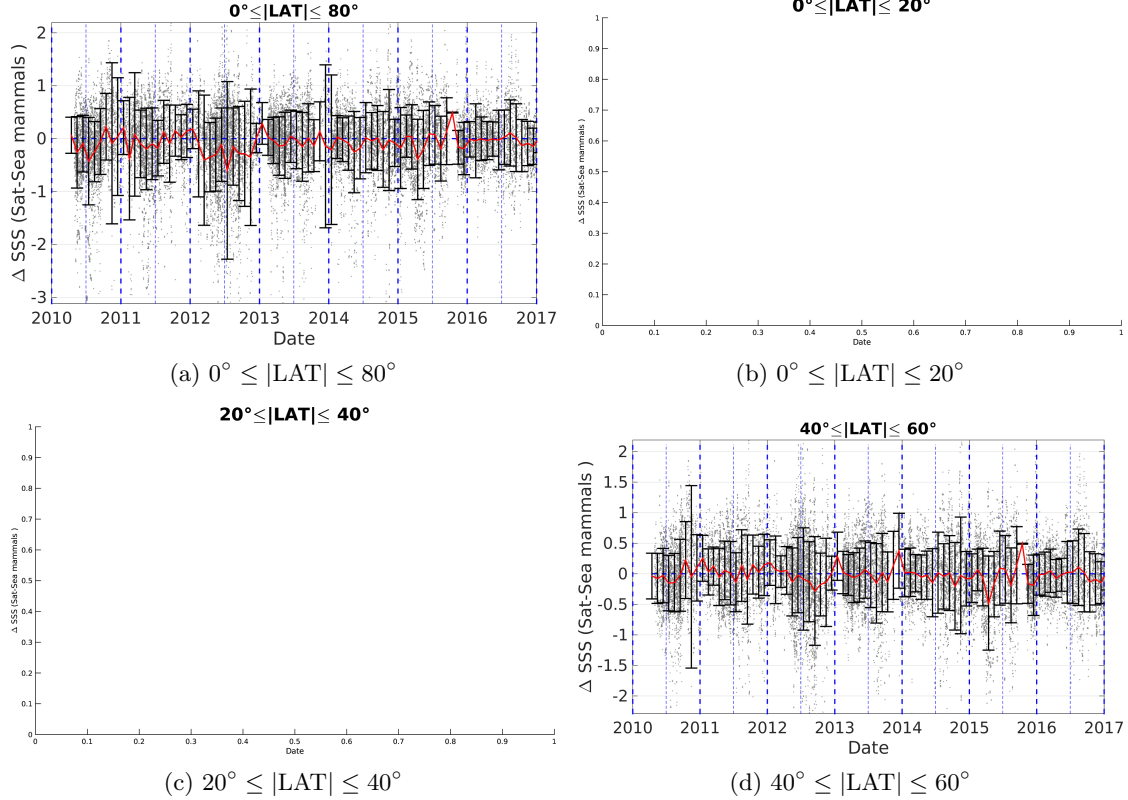 0°≤|LAT|≤ 80°
2
1
0
-1
-2
-3
Δ SSS (Sat-Sea mammals )
2010 2011 2012 2013 2014 2015 2016 2017
Date
(a) 0° ≤ |LAT| ≤ 80°
0°≤|LAT|≤ 20°
1
0.9
0.8
0.7
0.6
0.5
0.4
0.3
0.2
0.1
0
Δ SSS (Sat-Sea mammals )
0 0.1 0.2 0.3 0.4 0.5 0.6 0.7 0.8 0.9 1
Date
(b) 0° ≤ |LAT| ≤ 20°
20°≤|LAT|≤ 40°
1
0.9
0.8
0.7
0.6
0.5
0.4
0.3
0.2
0.1
0
Δ SSS (Sat-Sea mammals )
0 0.1 0.2 0.3 0.4 0.5 0.6 0.7 0.8 0.9 1
Date
(c) 20° ≤ |LAT| ≤ 40°
40°≤|LAT|≤ 60°
2
1.5
1
0.5
0
-0.5
-1
-1.5
-2
Δ SSS (Sat-Sea mammals )
2010 2011 2012 2013 2014 2015 2016 2017
Date
(d) 40° ≤ |LAT| ≤ 60°